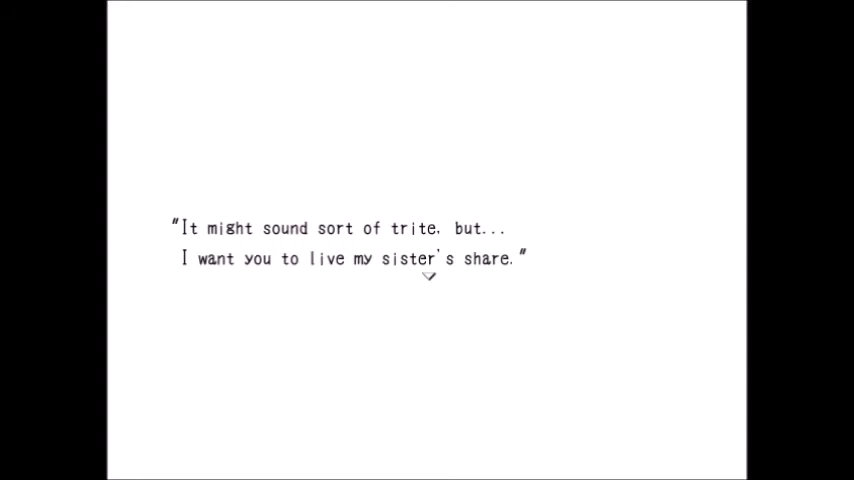 "It might sound sort of trite, but...
I want you to live my sister's share."